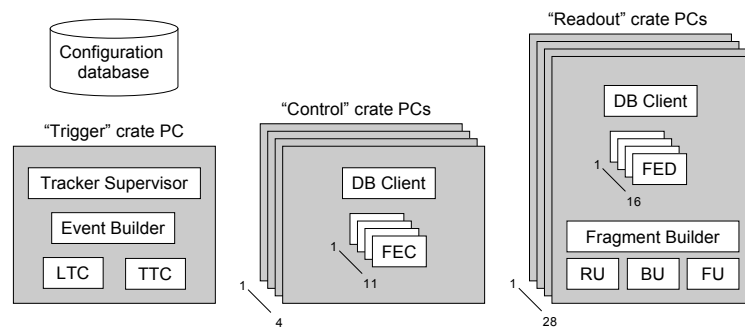 Configuration
database
"Trigger" crate PC
Tracker Supervisor
Event Builder
LTC
TTC
"Control" crate PCs
DB Client
1
FEC
11
1
4
"Readout" crate PCs
DB Client
1
FED
16
Fragment Builder
RU
BU
FU
1
28